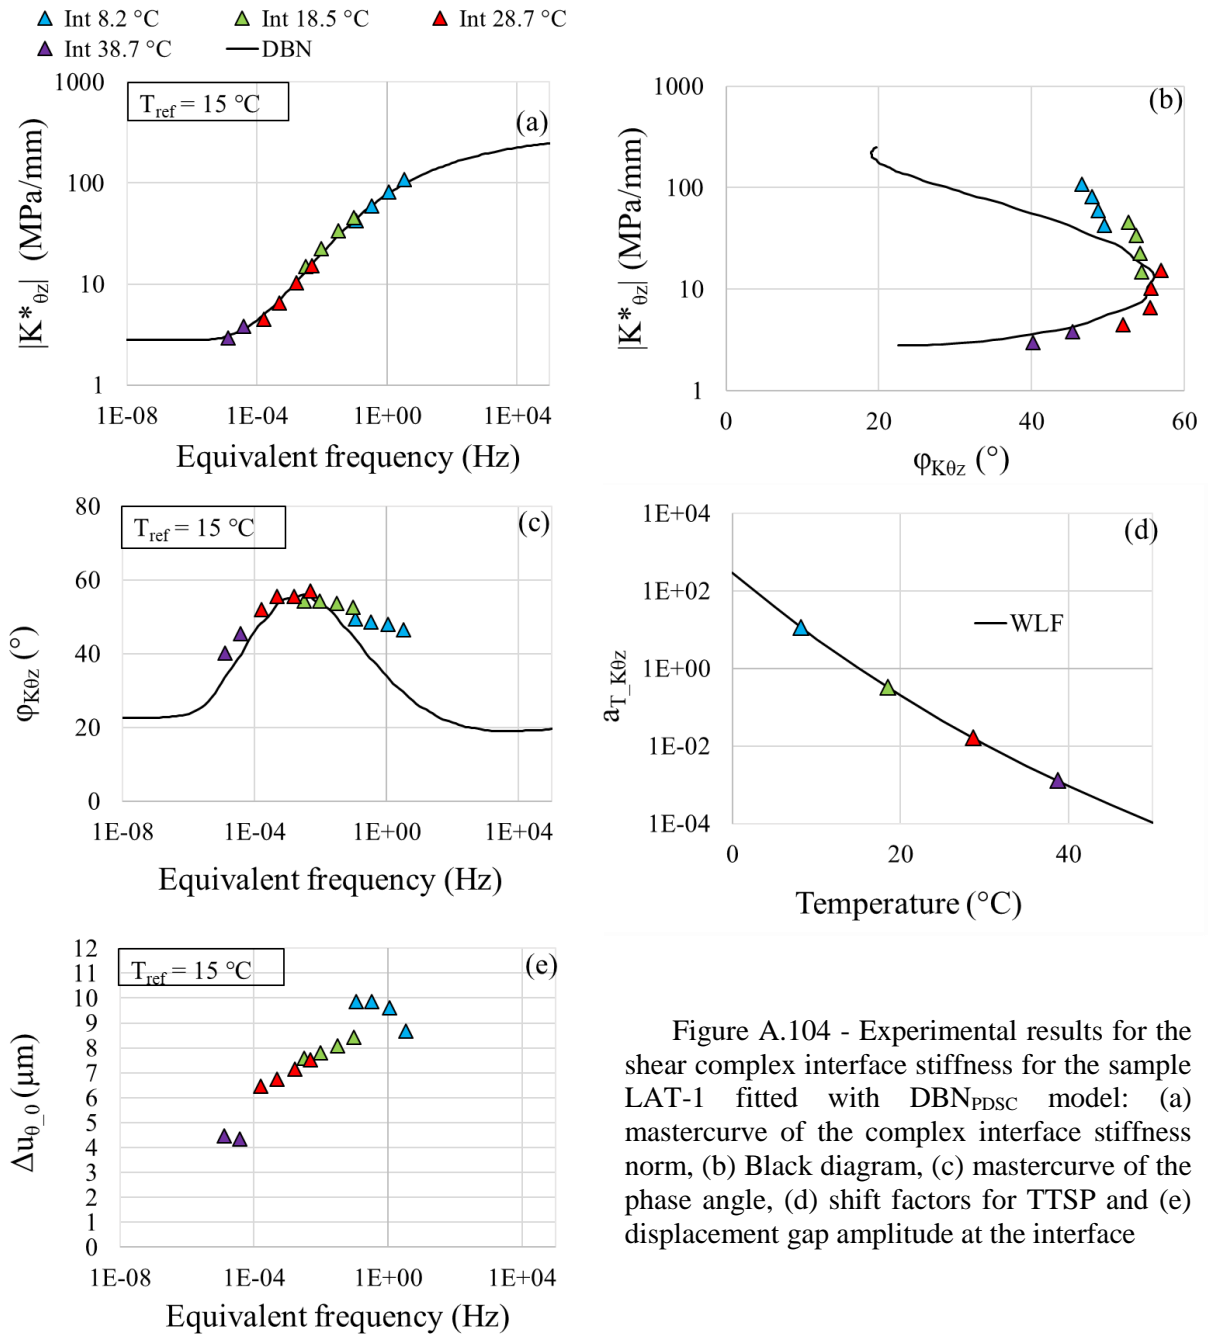 Int 8.2 °C Int 18.5 °C Int 28.7 °C
Int 38.7 °C DBN
1000
100
10
1
|K*θz| (MPa/mm)
Tref = 15 °C
(a)
1E-08 1E-04 1E+00 1E+04
Equivalent frequency (Hz)
1000
100
10
1
|K*θz| (MPa/mm)
(b)
0 20 40 60
φKθz (°)
80
60
40
20
0
φKθz (°)
Tref = 15 °C
(c)
1E-08 1E-04 1E+00 1E+04
Equivalent frequency (Hz)
1E+04
1E+02
1E+00
1E-02
1E-04
aT_Kθz
(d)
WLF
0 20 40
Temperature (°C)
12
11
10
9
8
7
6
5
4
3
2
1
0
Δuθ_0 (μm)
Tref = 15 °C
(e)
1E-08 1E-04 1E+00 1E+04
Equivalent frequency (Hz)
Figure A.104 - Experimental results for the
shear complex interface stiffness for the sample
LAT-1 fitted with DBNPDSC model: (a)
mastercurve of the complex interface stiffness
norm, (b) Black diagram, (c) mastercurve of the
phase angle, (d) shift factors for TTSP and (e)
displacement gap amplitude at the interface